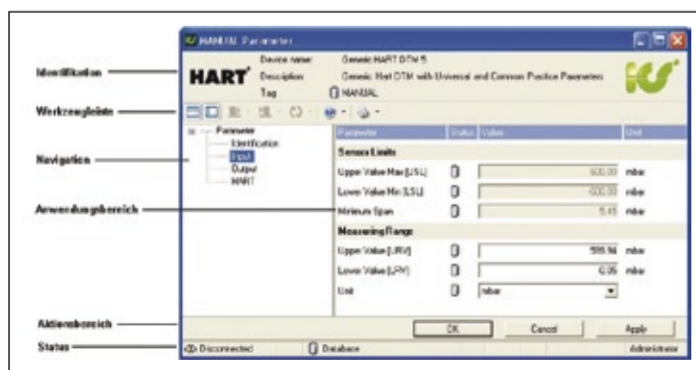 HANUAL Parameter
Identifikation
HART
Device name
Generic HART DTM 5
Description
Generic Hart DTM with Universal and Common Practice Parameters
Tag
MANUAL
Werkzeugleiste
Navigation
Parameter
Identification
Input
Output
HART
Anwendungsbereich
Parameter Status Value Unit
Sensor Limits
Upper Value Max [USL] 600.00 mbar
Lower Value Min [LSL] -600.00 mbar
Minimum Span 5.45 mbar
Measuring Range
Upper Value [URV] mbar
Lower Value [LRV] mbar
Unit mbar
Aktionsbereich
OK Cancel Apply
Status
Disconnected Database Administrator